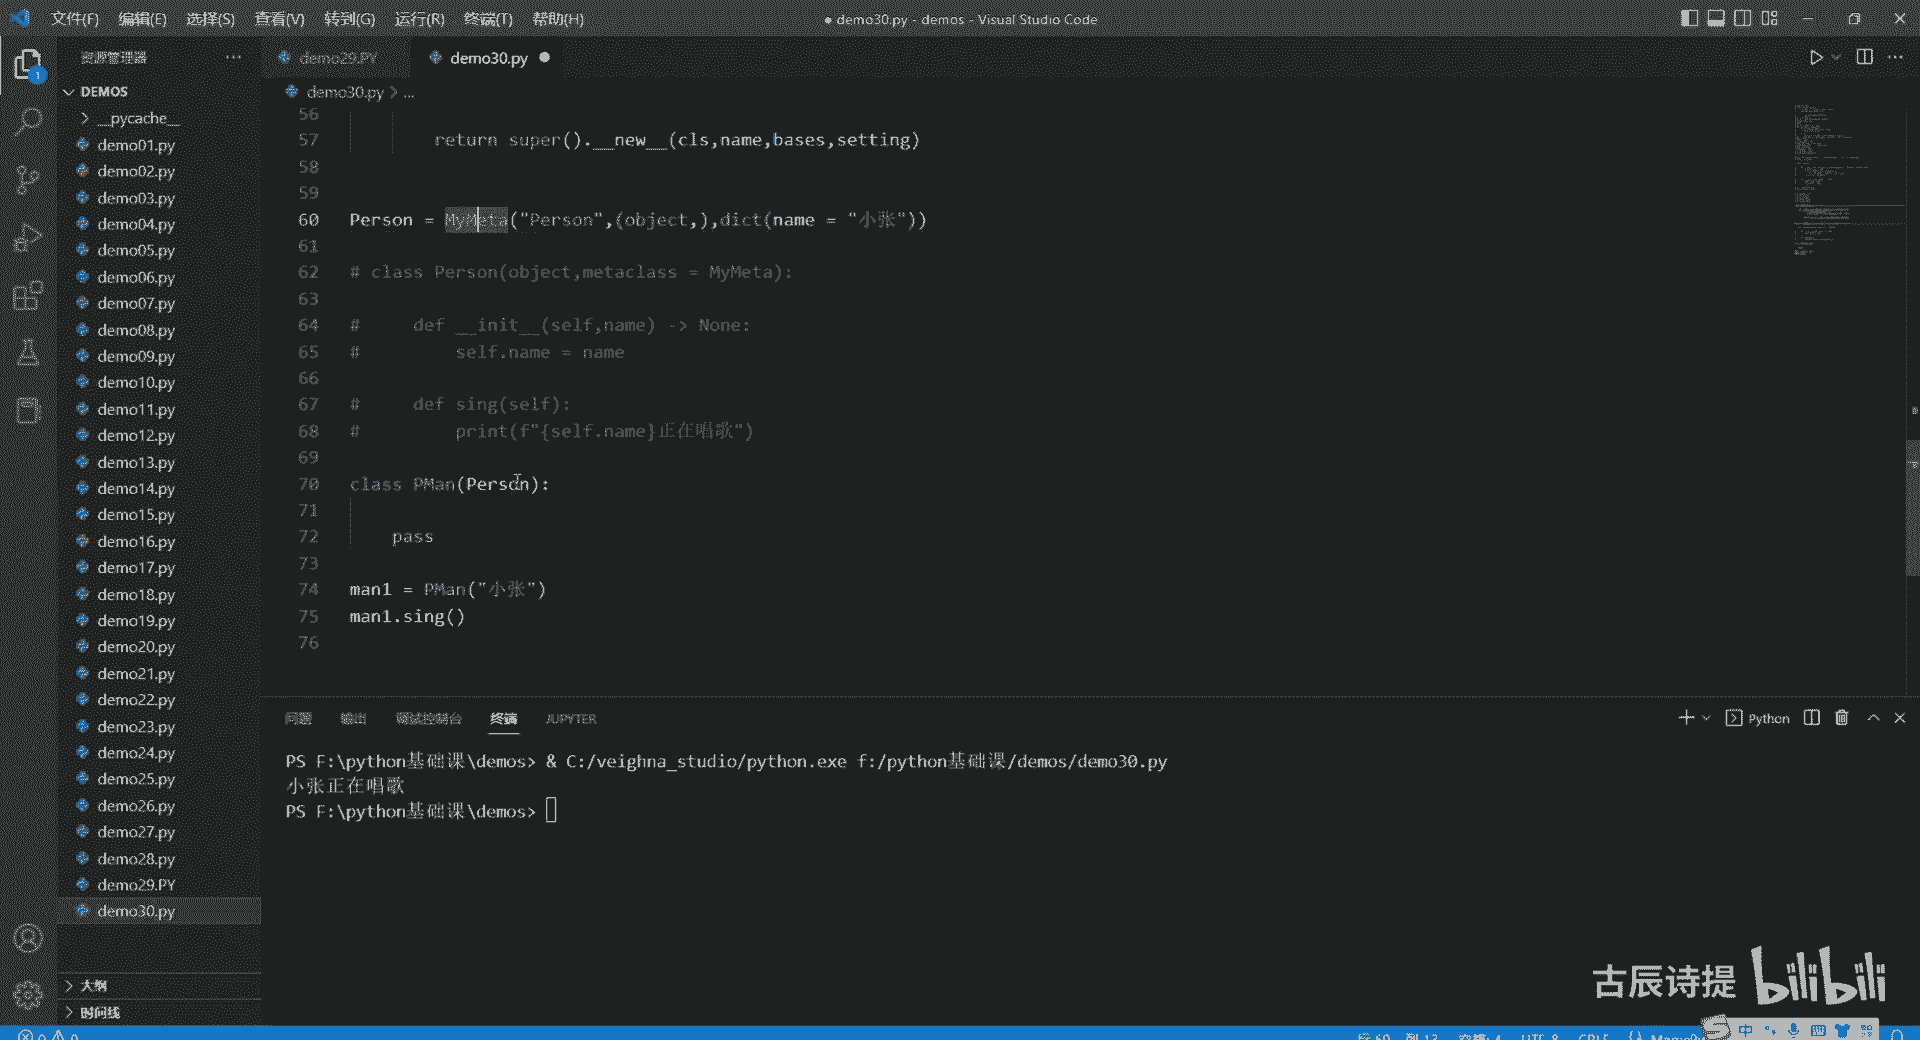 文件(F) 编辑(E) 选择(S) 查看(V) 转到(G) 运行(R) 终端(T) 帮助(H)
● demo30.py - demos - Visual Studio Code
资源管理器 ···
demo29.PY
demo30.py ●
1
DEMOS
demo30.py > ...
__pycache__
demo01.py
demo02.py
demo03.py
demo04.py
demo05.py
demo06.py
demo07.py
demo08.py
demo09.py
demo10.py
demo11.py
demo12.py
demo13.py
demo14.py
demo15.py
demo16.py
demo17.py
demo18.py
demo19.py
demo20.py
demo21.py
demo22.py
demo23.py
demo24.py
demo25.py
demo26.py
demo27.py
demo28.py
demo29.PY
demo30.py
大纲
时间线
56
57 return super().__new__(cls,name,bases,setting)
58
59
60 Person = MyMeta("Person",(object,),dict(name = "小张"))
61
62 # class Person(object,metaclass = MyMeta):
63
64 # def __init__(self,name) -> None:
65 # self.name = name
66
67 # def sing(self):
68 # print(f"{self.name}正在唱歌")
69
70 class PMan(Person):
71
72 pass
73
74 man1 = PMan("小张")
75 man1.sing()
76
问题 输出 调试控制台 终端 JUPYTER
Python
PS F:\python基础课\demos> & C:/veighna_studio/python.exe f:/python基础课/demos/demo30.py
小张正在唱歌
PS F:\python基础课\demos>
古辰诗提 bilibili
中